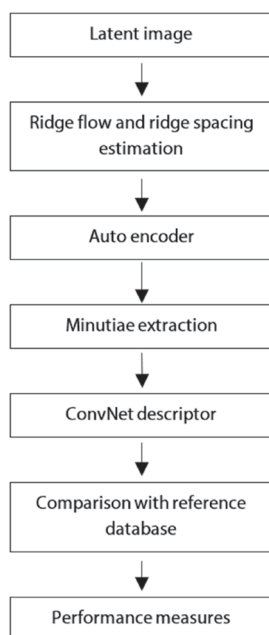 Latent image
Ridge flow and ridge spacing
estimation
Auto encoder
Minutiae extraction
ConvNet descriptor
Comparison with reference
database
Performance measures